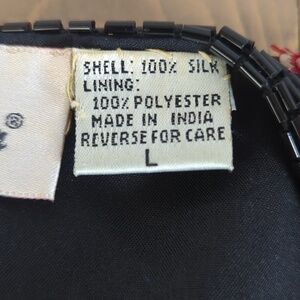 SHELL: 100% SILK
LINING:
100% POLYESTER
MADE IN INDIA
REVERSE FOR CARE
L
®